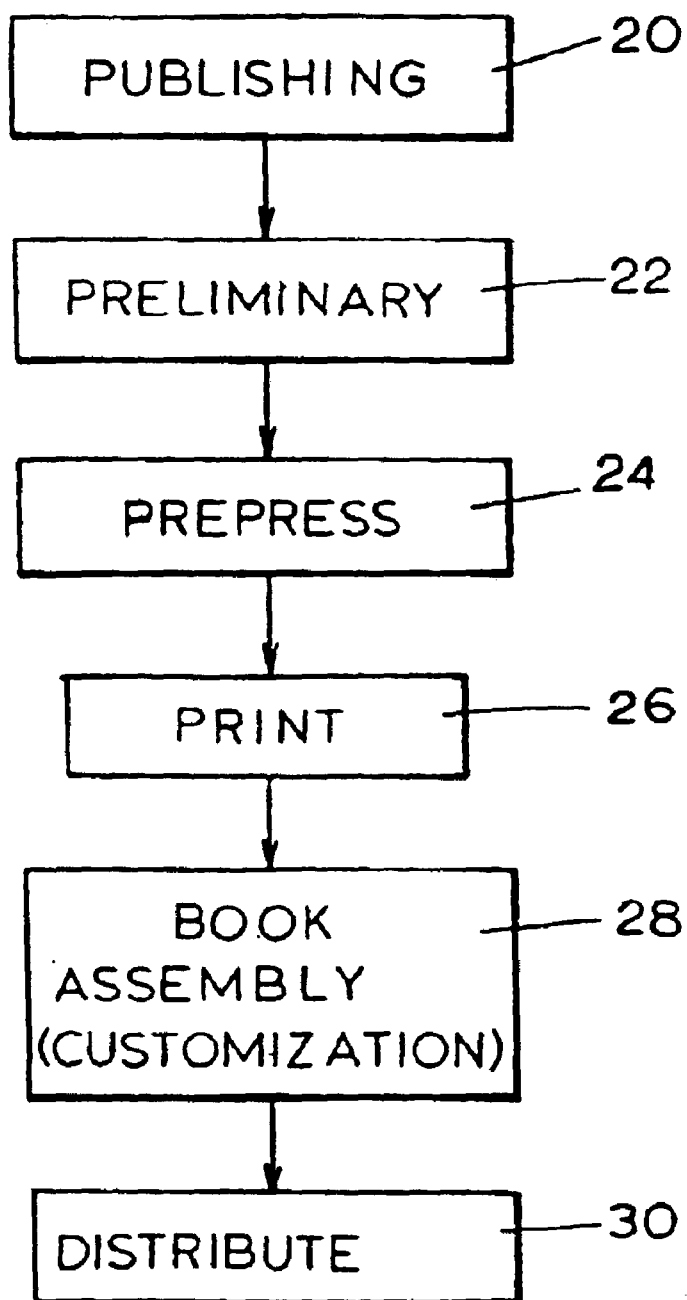 PUBLISHING 20
PRELIMINARY 22
PREPRESS 24
PRINT 26
BOOK 28
ASSEMBLY
(CUSTOMIZATION)
DISTRIBUTE 30